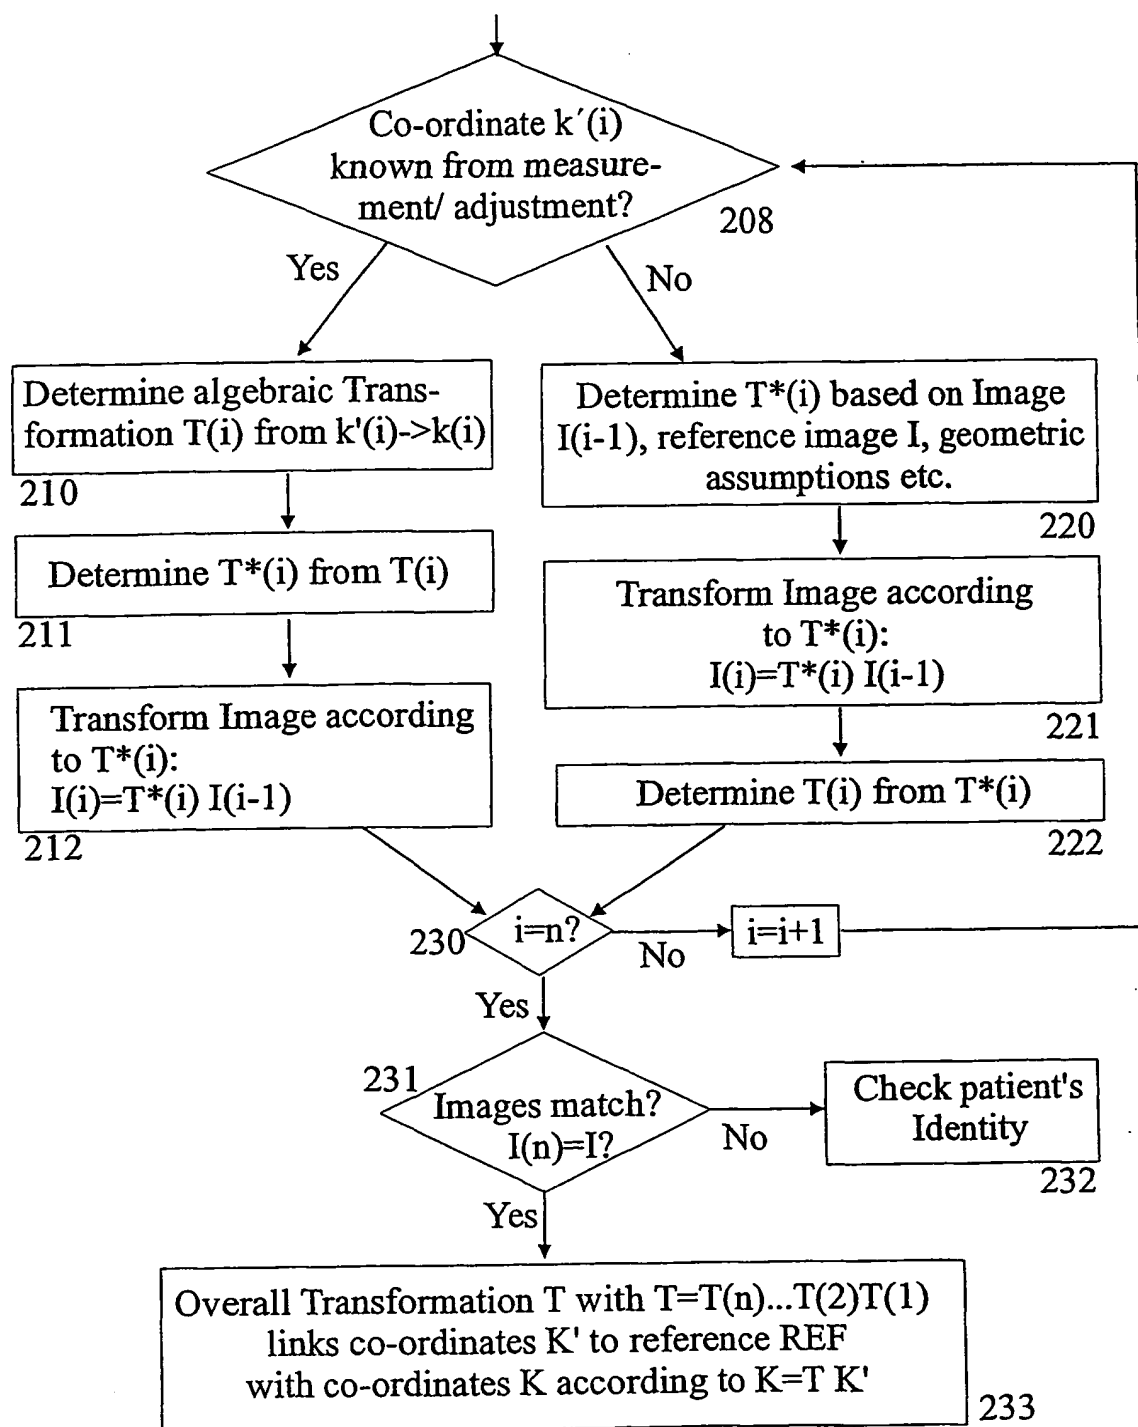 Co-ordinate k´(i)
known from measure-
ment/ adjustment?
208
Yes
No
Determine algebraic Trans-
formation T(i) from k'(i)->k(i)
210
Determine T*(i) from T(i)
211
Transform Image according
to T*(i):
I(i)=T*(i) I(i-1)
212
Determine T*(i) based on Image
I(i-1), reference image I, geometric
assumptions etc.
220
Transform Image according
to T*(i):
I(i)=T*(i) I(i-1)
221
Determine T(i) from T*(i)
222
230
i=n?
No
i=i+1
Yes
231
Images match?
I(n)=I?
No
Check patient's
Identity
232
Yes
Overall Transformation T with T=T(n)...T(2)T(1)
links co-ordinates K' to reference REF
with co-ordinates K according to K=T K'
233